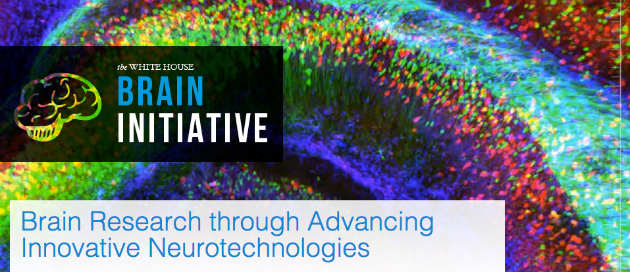 the WHITE HOUSE
BRAIN
INITIATIVE
Brain Research through Advancing
Innovative Neurotechnologies